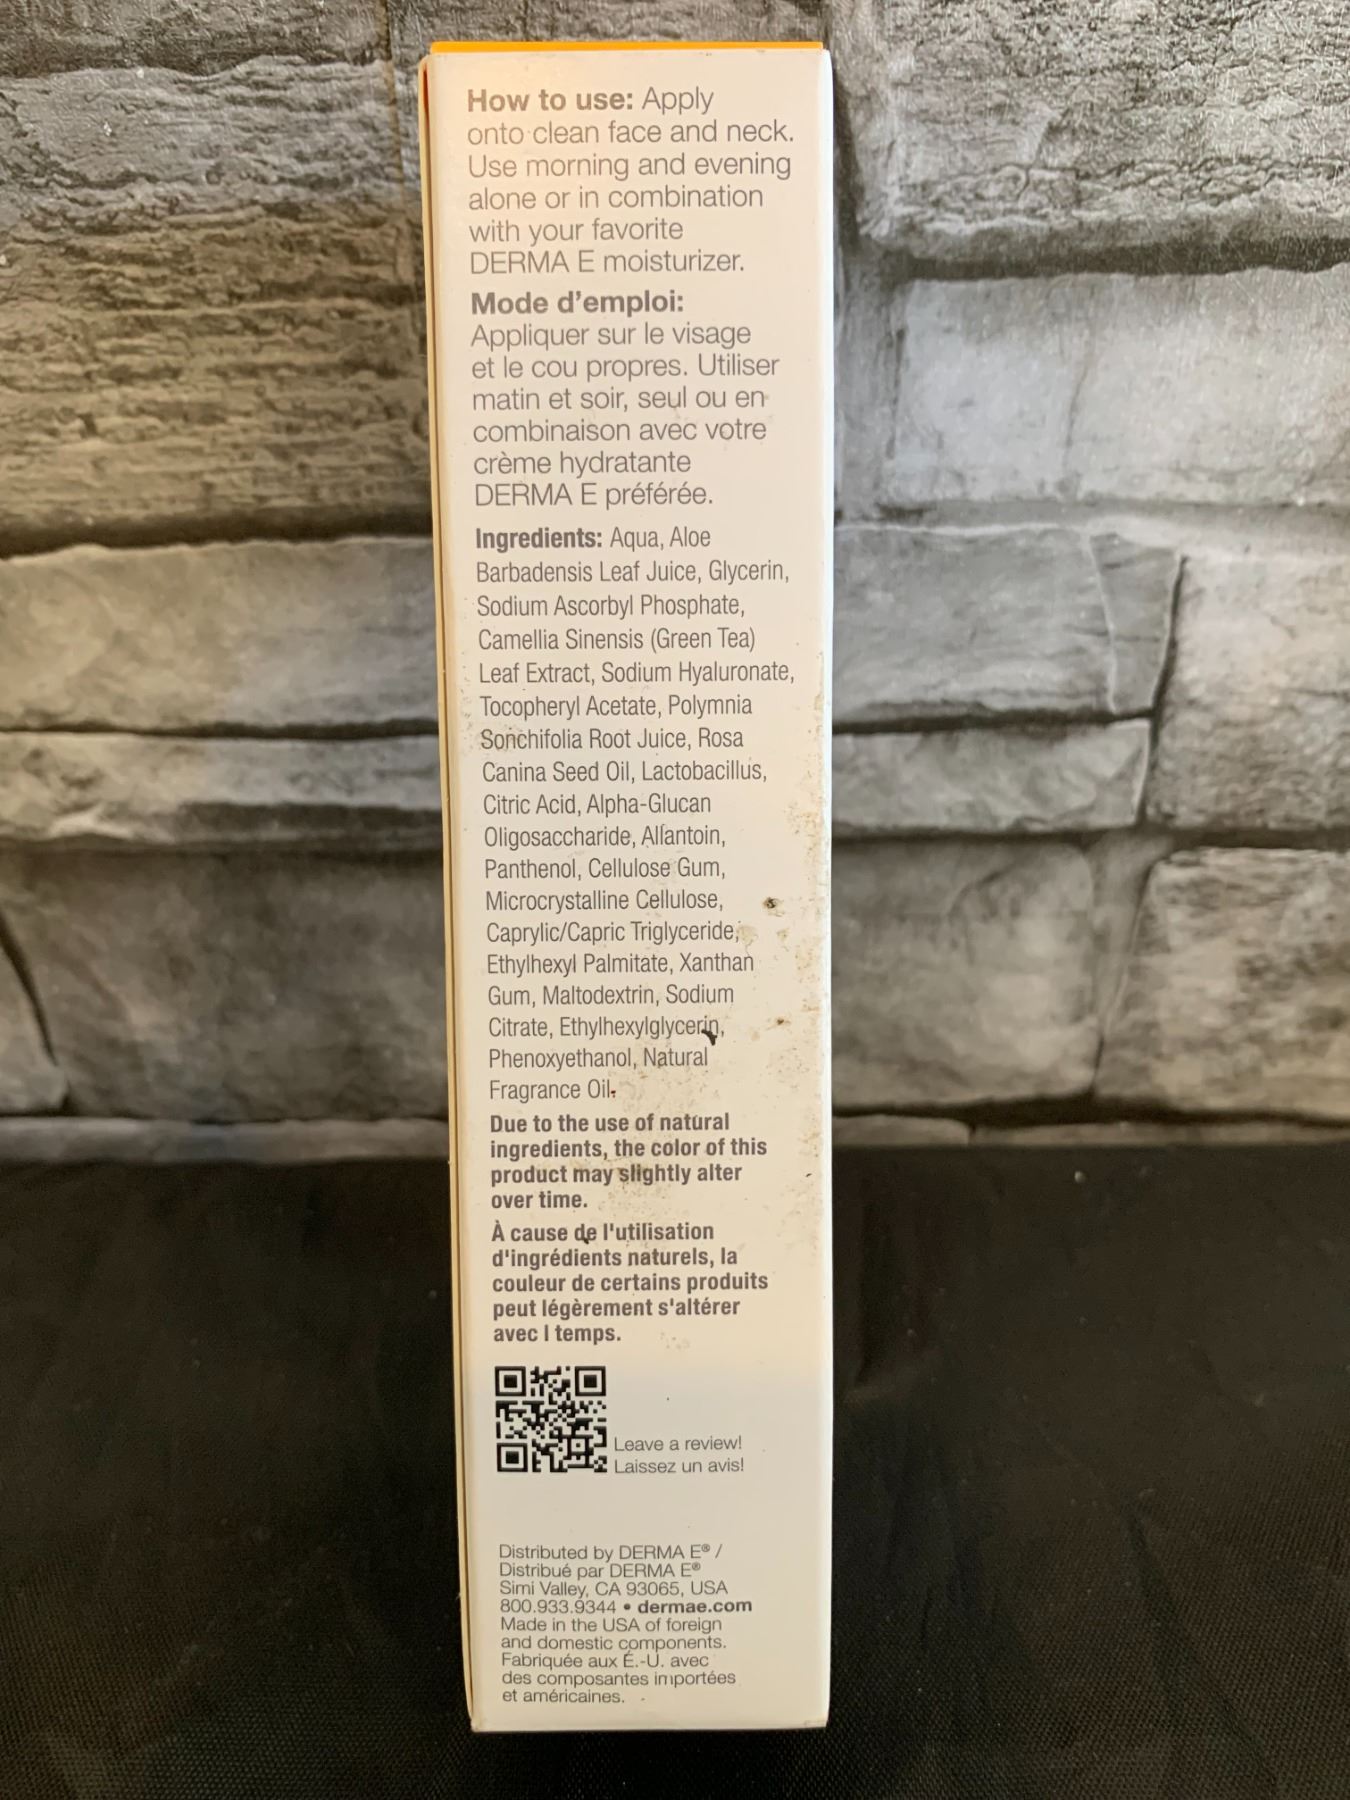 How to use: Apply
onto clean face and neck.
Use morning and evening
alone or in combination
with your favorite
DERMA E moisturizer.
Mode d'emploi:
Appliquer sur le visage
et le cou propres. Utiliser
matin et soir, seul ou en
combinaison avec votre
crème hydratante
DERMA E préférée.
Ingredients: Aqua, Aloe
Barbadensis Leaf Juice, Glycerin,
Sodium Ascorbyl Phosphate,
Camellia Sinensis (Green Tea)
Leaf Extract, Sodium Hyaluronate,
Tocopheryl Acetate, Polymnia
Sonchifolia Root Juice, Rosa
Canina Seed Oil, Lactobacillus,
Citric Acid, Alpha-Glucan
Oligosaccharide, Allantoin,
Panthenol, Cellulose Gum,
Microcrystalline Cellulose,
Caprylic/Capric Triglyceride,
Ethylhexyl Palmitate, Xanthan
Gum, Maltodextrin, Sodium
Citrate, Ethylhexylglycerin,
Phenoxyethanol, Natural
Fragrance Oil.
Due to the use of natural
ingredients, the color of this
product may slightly alter
over time.
À cause de l'utilisation
d'ingrédients naturels, la
couleur de certains produits
peut légèrement s'altérer
avec l temps.
Leave a review!
Laissez un avis!
Distributed by DERMA E® /
Distribué par DERMA E®
Simi Valley, CA 93065, USA
800.933.9344 • dermae.com
Made in the USA of foreign
and domestic components.
Fabriquée aux É.-U. avec
des composantes importées
et américaines.